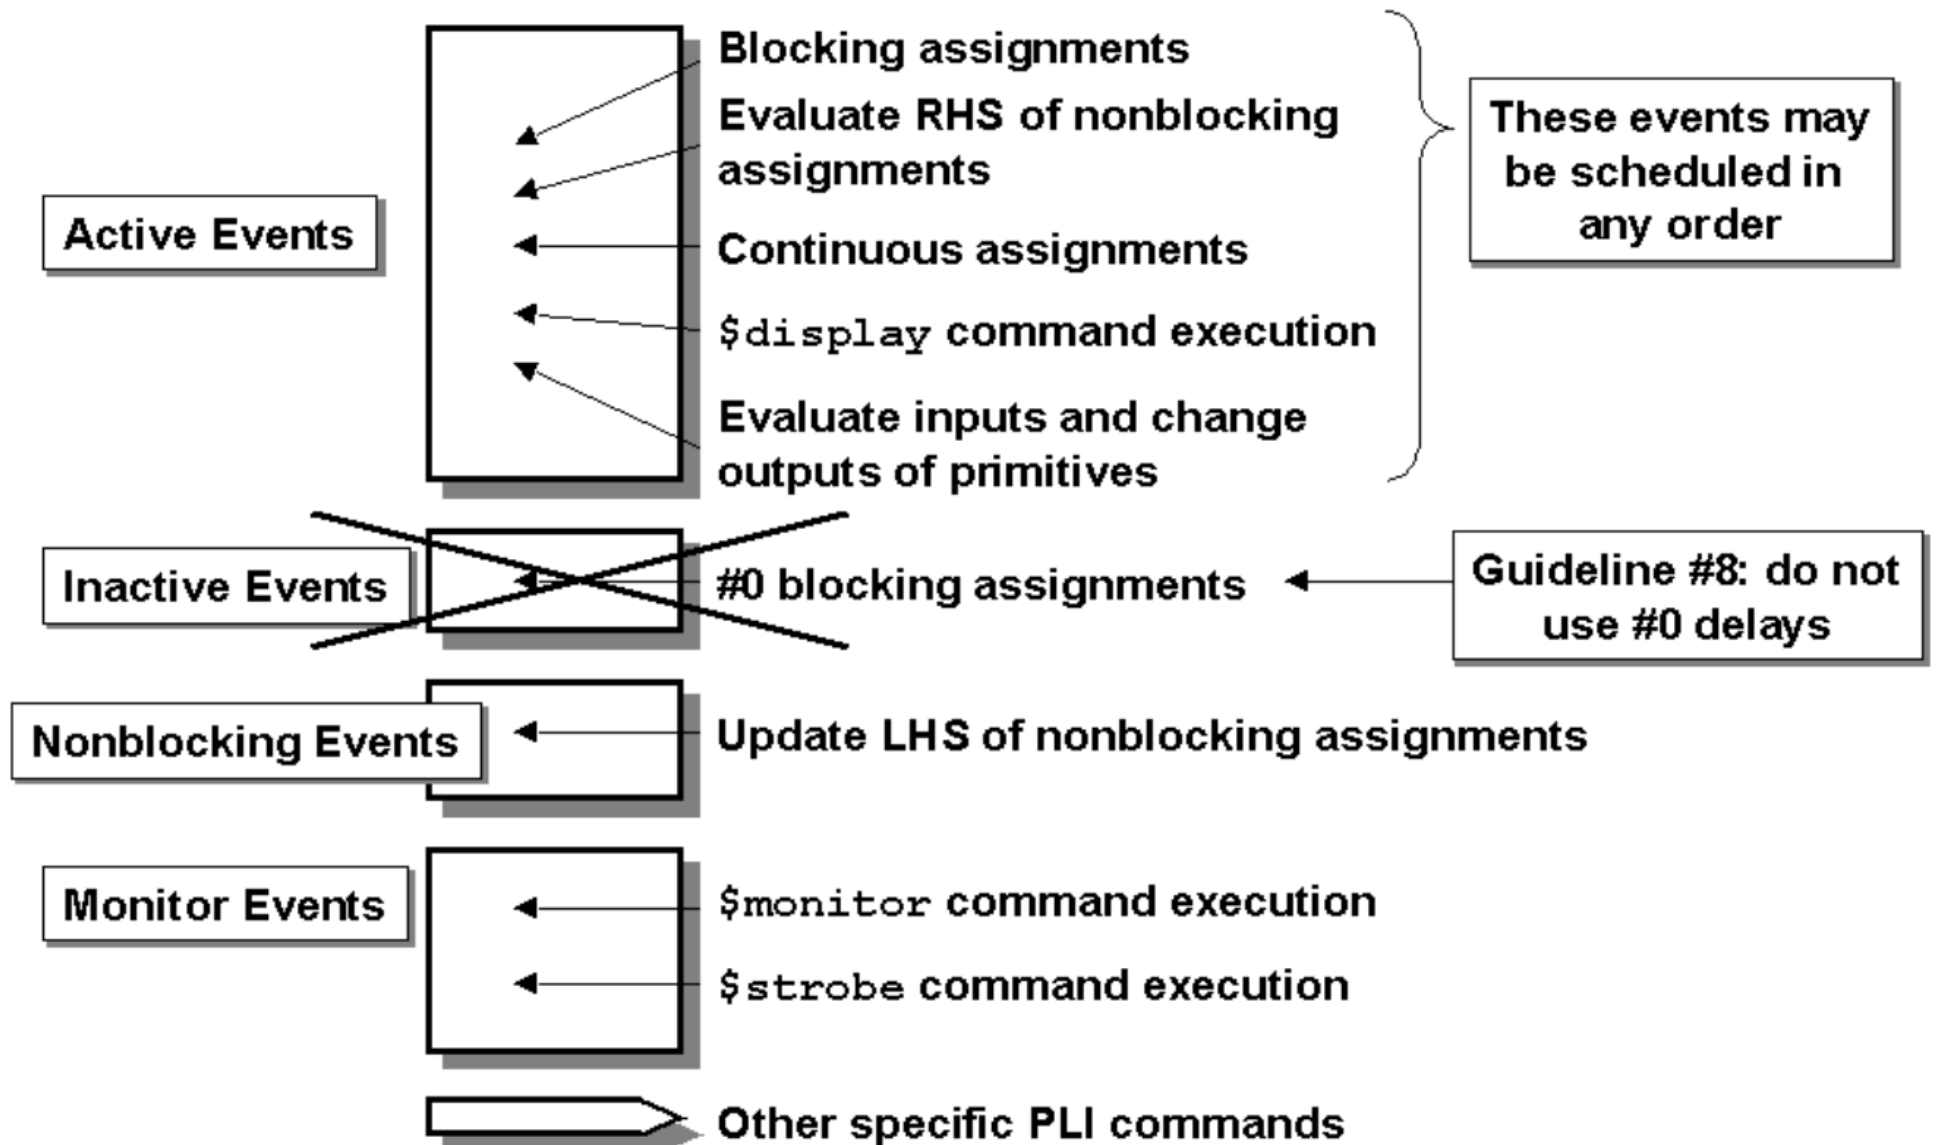 Blocking assignments
Evaluate RHS of nonblocking
assignments
Continuous assignments
$display command execution
Evaluate inputs and change
outputs of primitives
These events may
be scheduled in
any order
Active Events
Inactive Events
#0 blocking assignments
Guideline #8: do not
use #0 delays
Nonblocking Events
Update LHS of nonblocking assignments
Monitor Events
$monitor command execution
$strobe command execution
Other specific PLI commands